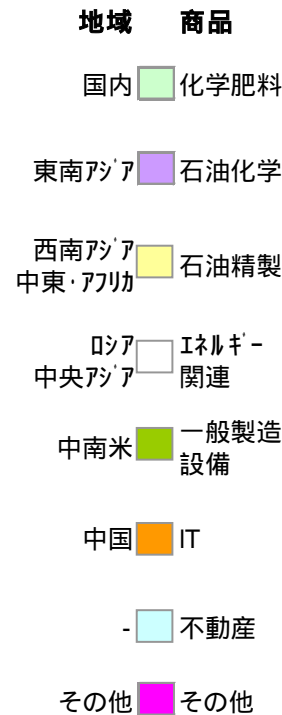 地域 商品
国内 化学肥料
東南ｱｼﾞｱ 石油化学
西南ｱｼﾞｱ
中東･ｱﾌﾘｶ 石油精製
ﾛｼｱ ｴﾈﾙｷﾞｰ
中央ｱｼﾞｱ 関連
中南米 一般製造
設備
中国 IT
- 不動産
その他 その他